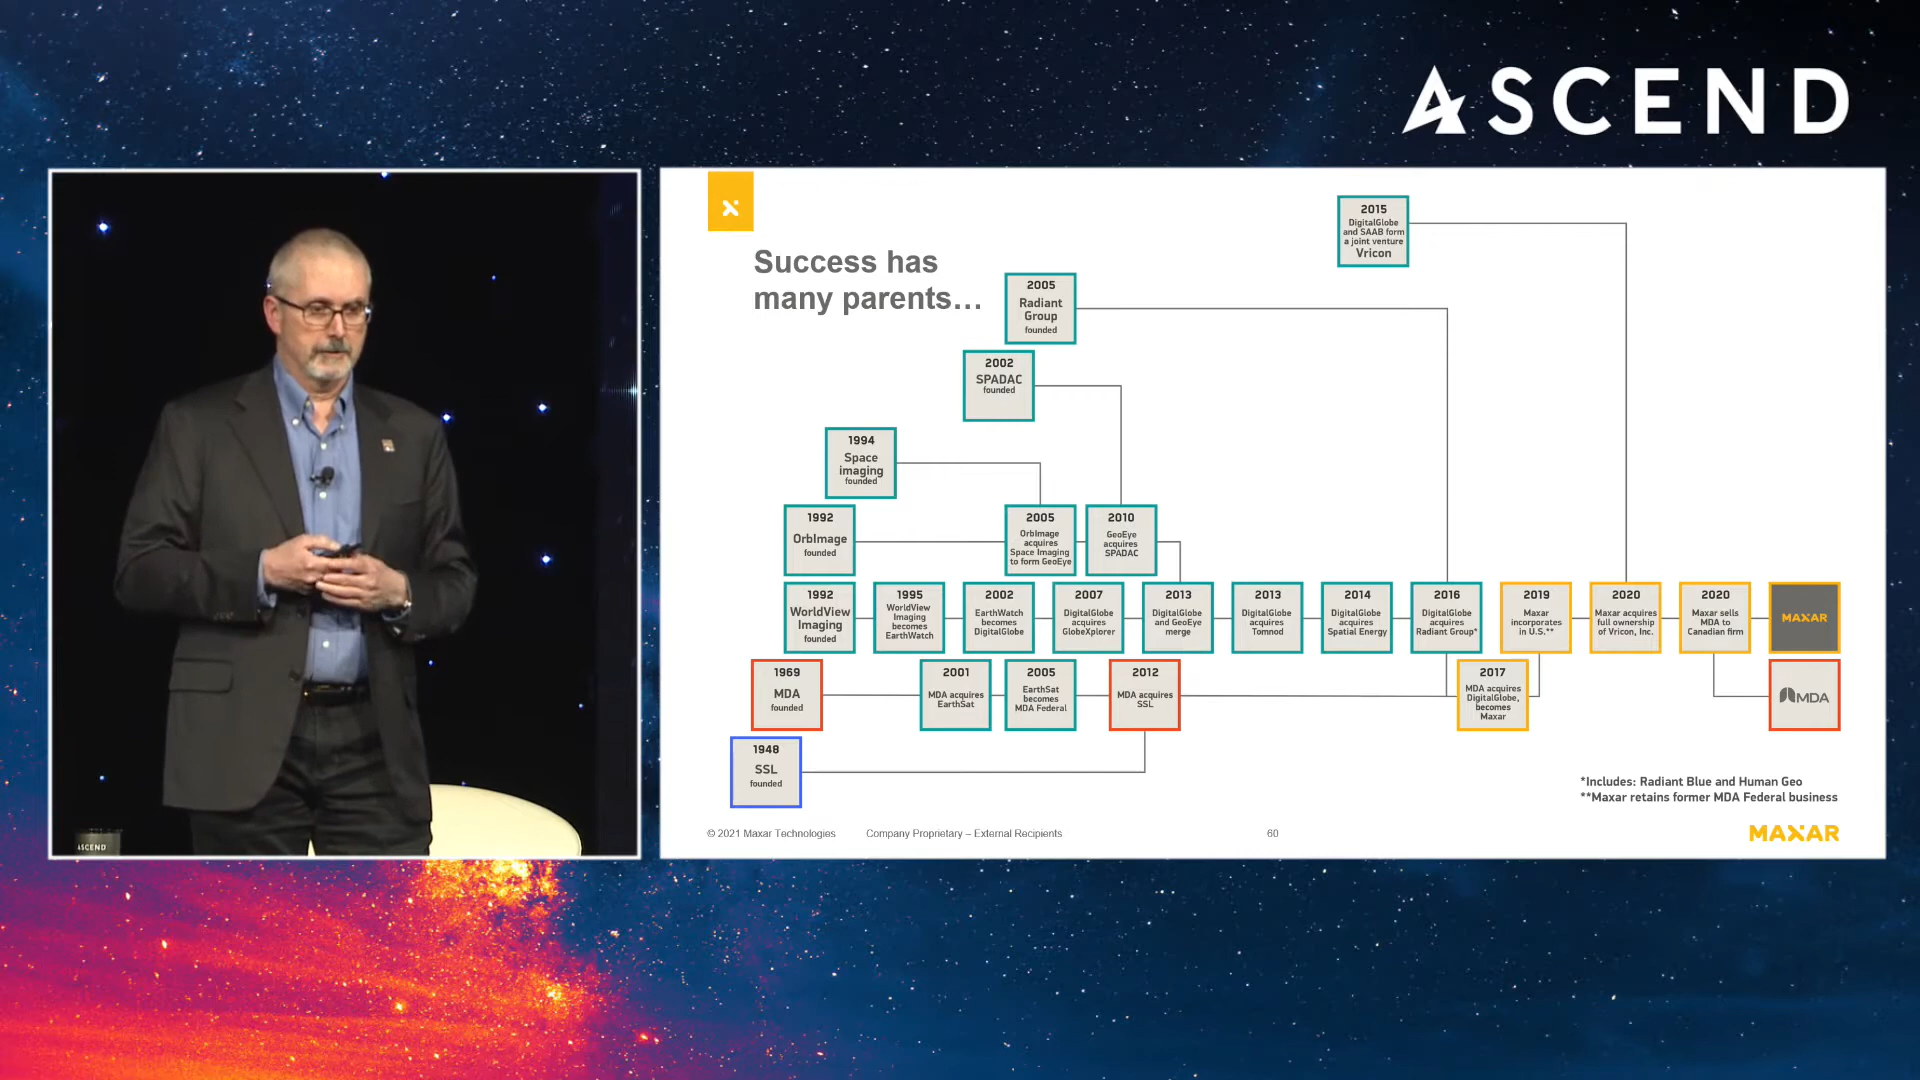 ASCEND
Success has
many parents...
2015
DigitalGlobe
and SAAB form
a joint venture
Vricon
2005
Radiant
Group
founded
2002
SPADAC
founded
1994
Space
imaging
founded
1992
OrbImage
founded
2005
OrbImage
acquires
Space Imaging
to form GeoEye
2010
GeoEye
acquires
SPADAC
1992
WorldView
Imaging
founded
1995
WorldView
Imaging
becomes
EarthWatch
2002
EarthWatch
becomes
DigitalGlobe
2007
DigitalGlobe
acquires
GlobeXplorer
2013
DigitalGlobe
and GeoEye
merge
2013
DigitalGlobe
acquires
Tomnod
2014
DigitalGlobe
acquires
Spatial Energy
2016
DigitalGlobe
acquires
Radiant Group*
2019
Maxar
incorporates
in U.S.**
2020
Maxar acquires
full ownership
of Vricon, Inc.
2020
Maxar sells
MDA to
Canadian firm
MAXAR
1969
MDA
founded
2001
MDA acquires
EarthSat
2005
EarthSat
becomes
MDA Federal
2012
MDA acquires
SSL
2017
MDA acquires
DigitalGlobe,
becomes
Maxar
MDA
1948
SSL
founded
*Includes: Radiant Blue and Human Geo
**Maxar retains former MDA Federal business
© 2021 Maxar Technologies
Company Proprietary – External Recipients
60
MAXAR
ASCEND